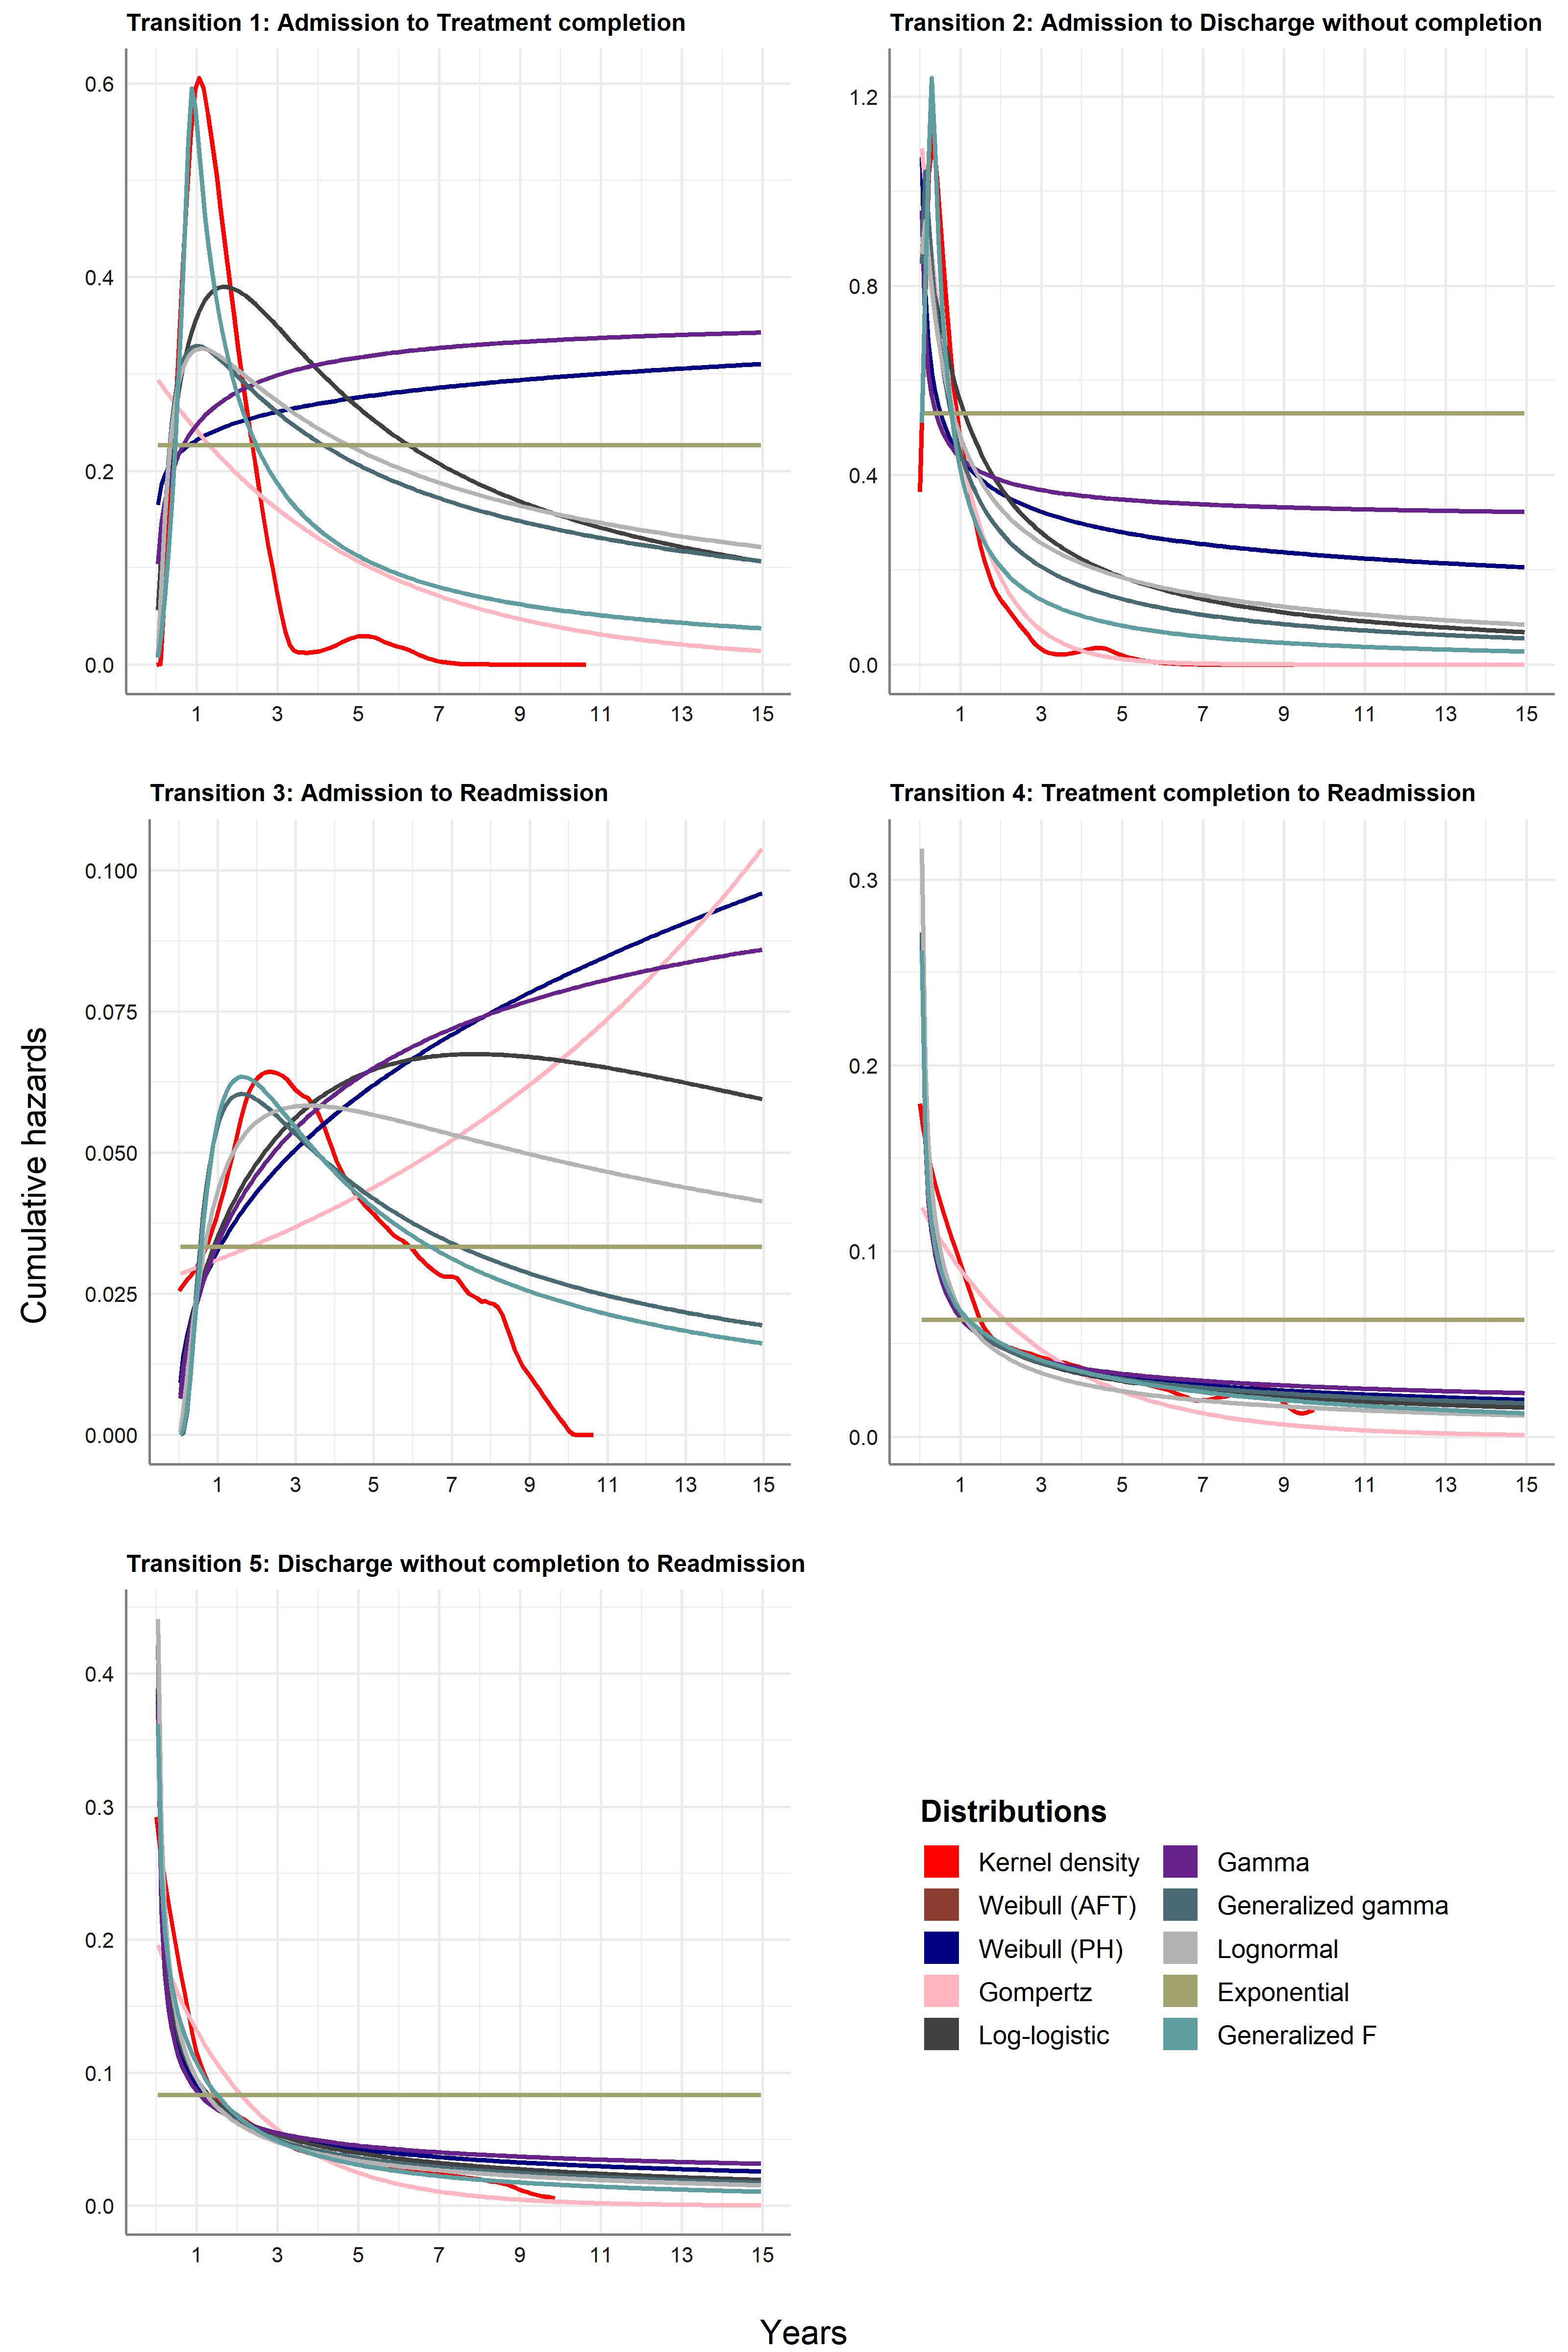 Transition 1: Admission to Treatment completion
0.6
0.4
0.2
0.0
1 3 5 7 9 11 13 15
Transition 2: Admission to Discharge without completion
1.2
0.8
0.4
0.0
1 3 5 7 9 11 13 15
Cumulative hazards
Transition 3: Admission to Readmission
0.100
0.075
0.050
0.025
0.000
1 3 5 7 9 11 13 15
Transition 4: Treatment completion to Readmission
0.3
0.2
0.1
0.0
1 3 5 7 9 11 13 15
Transition 5: Discharge without completion to Readmission
0.4
0.3
0.2
0.1
0.0
1 3 5 7 9 11 13 15
Distributions
Kernel density
Weibull (AFT)
Weibull (PH)
Gompertz
Log-logistic
Gamma
Generalized gamma
Lognormal
Exponential
Generalized F
Years